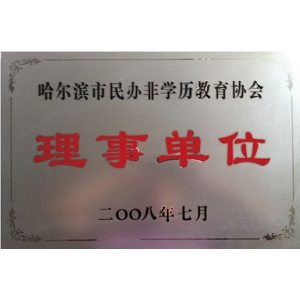 哈尔滨市民办非学历教育协会
理事单位
二〇〇八年七月